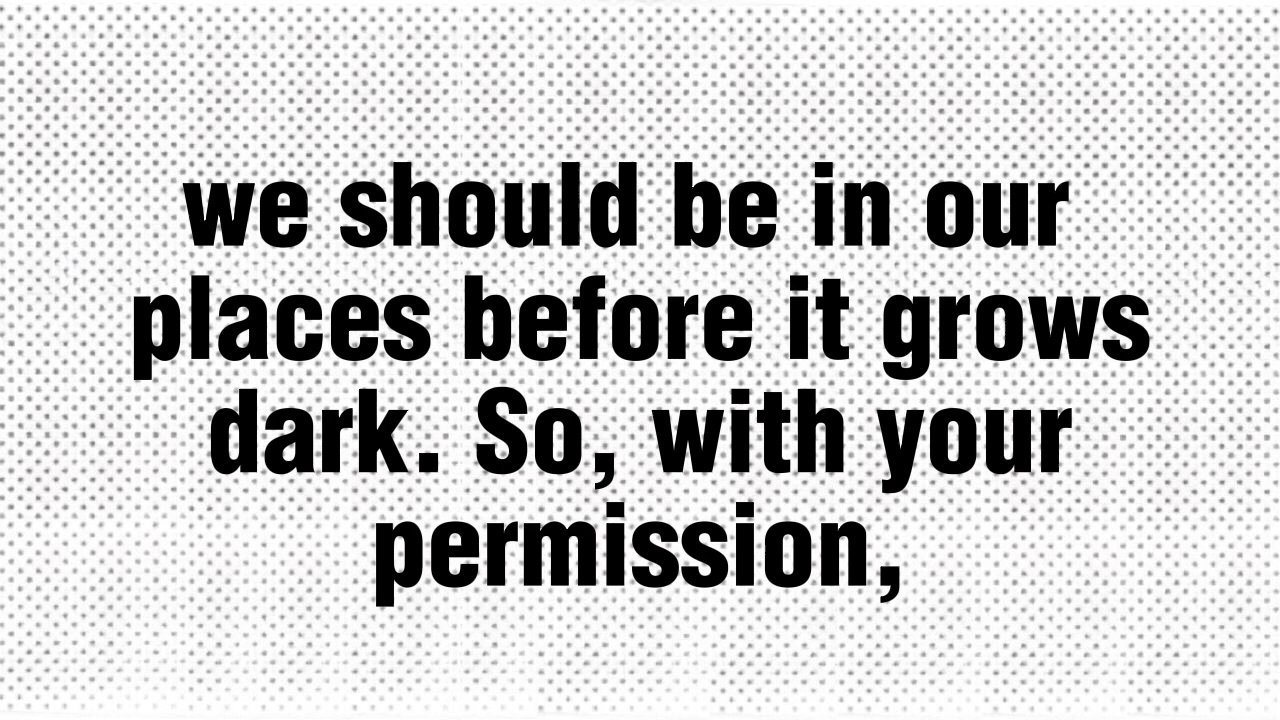 we should be in our
places before it grows
dark. So, with your
permission,